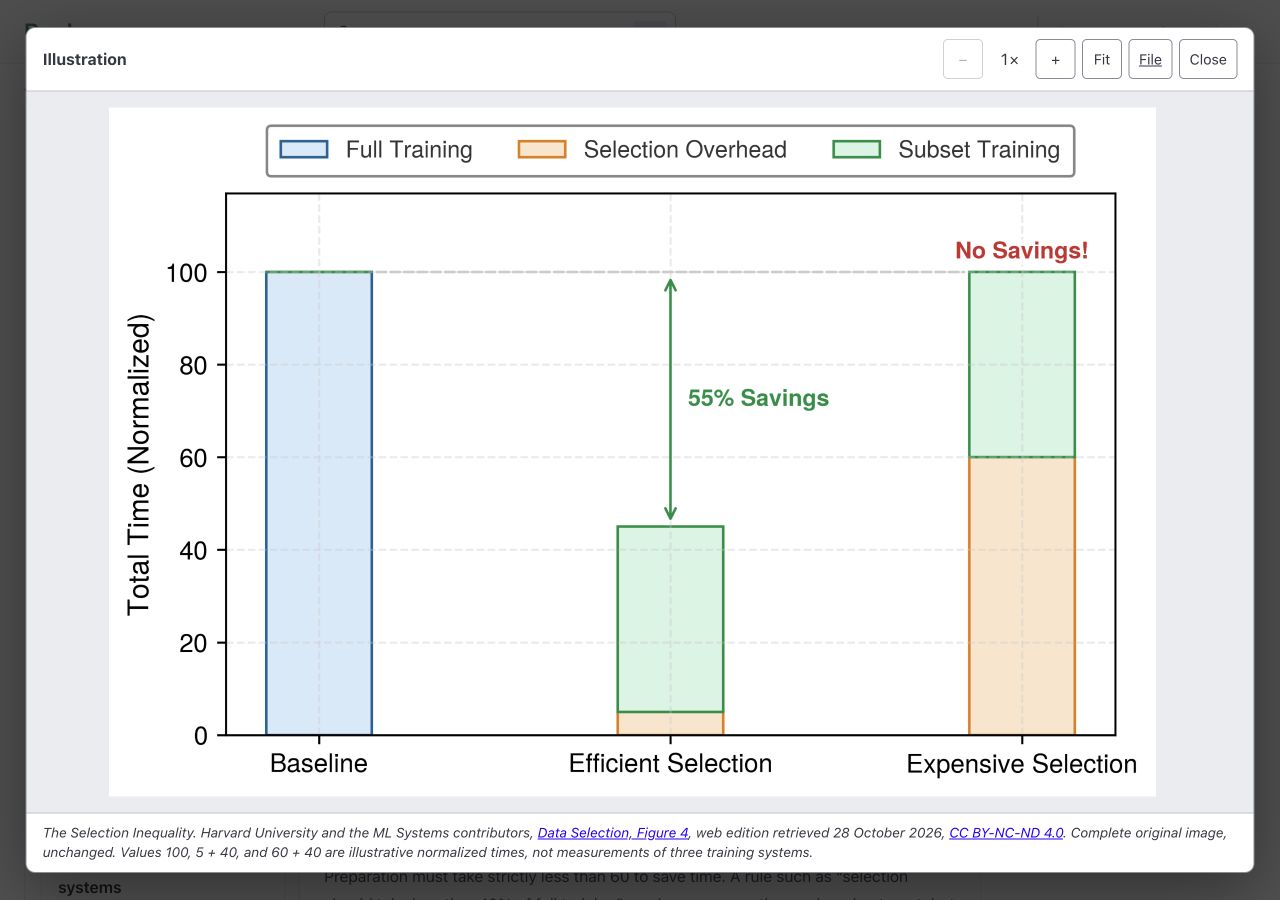 Illustration
−
1×
+
Fit
File
Close
Full Training
Selection Overhead
Subset Training
No Savings!
55% Savings
Total Time (Normalized)
100
80
60
40
20
0
Baseline
Efficient Selection
Expensive Selection
The Selection Inequality. Harvard University and the ML Systems contributors, Data Selection, Figure 4, web edition retrieved 28 October 2026, CC BY-NC-ND 4.0. Complete original image,
unchanged. Values 100, 5 + 40, and 60 + 40 are illustrative normalized times, not measurements of three training systems.
systems
Preparation must take strictly less than 60 to save time. A rule such as "selection